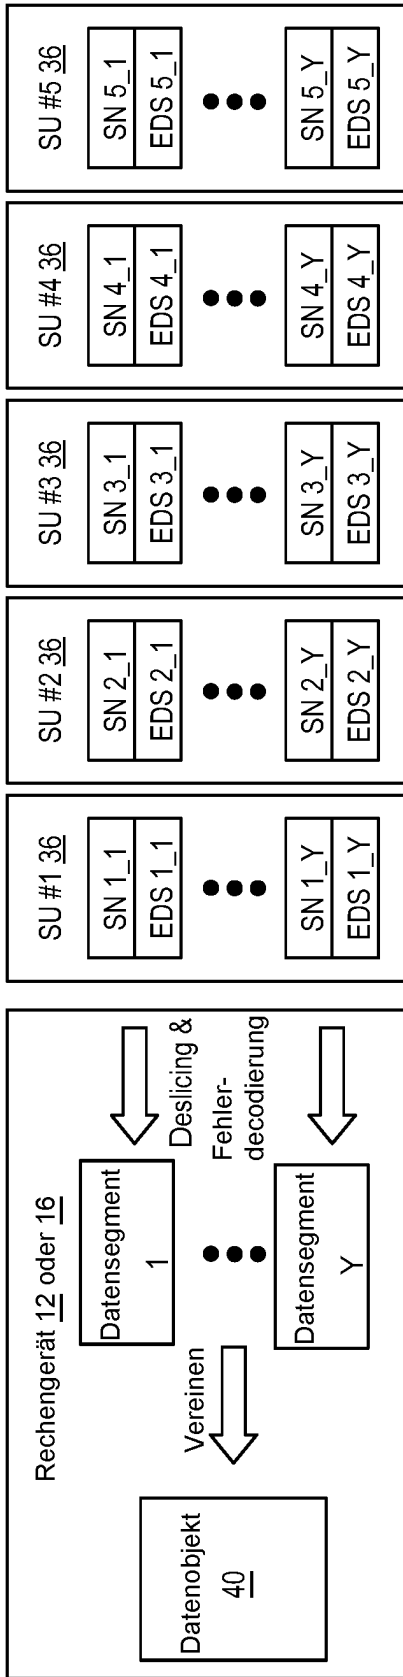 Rechengerät 12 oder 16
Datenobjekt
40
Vereinen
Datensegment
1
Datensegment
Y
Deslicing &
Fehler-
decodierung
SU #1 36
SN 1_1
EDS 1_1
SN 1_Y
EDS 1_Y
SU #2 36
SN 2_1
EDS 2_1
SN 2_Y
EDS 2_Y
SU #3 36
SN 3_1
EDS 3_1
SN 3_Y
EDS 3_Y
SU #4 36
SN 4_1
EDS 4_1
SN 4_Y
EDS 4_Y
SU #5 36
SN 5_1
EDS 5_1
SN 5_Y
EDS 5_Y